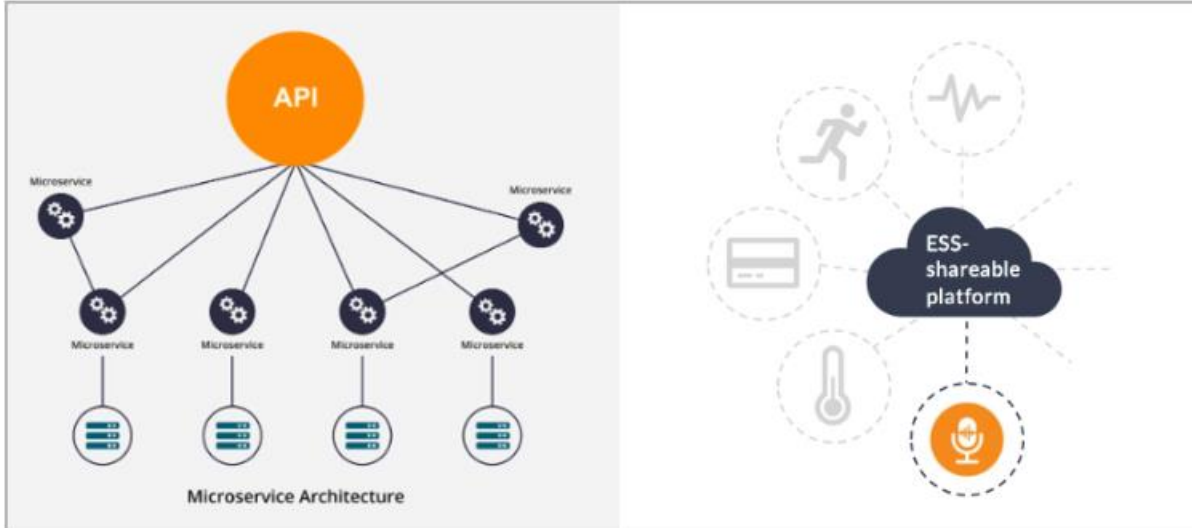 API
Microservice
Microservice
Microservice
Microservice
Microservice
Microservice
Microservice Architecture
ESS-
shareable
platform